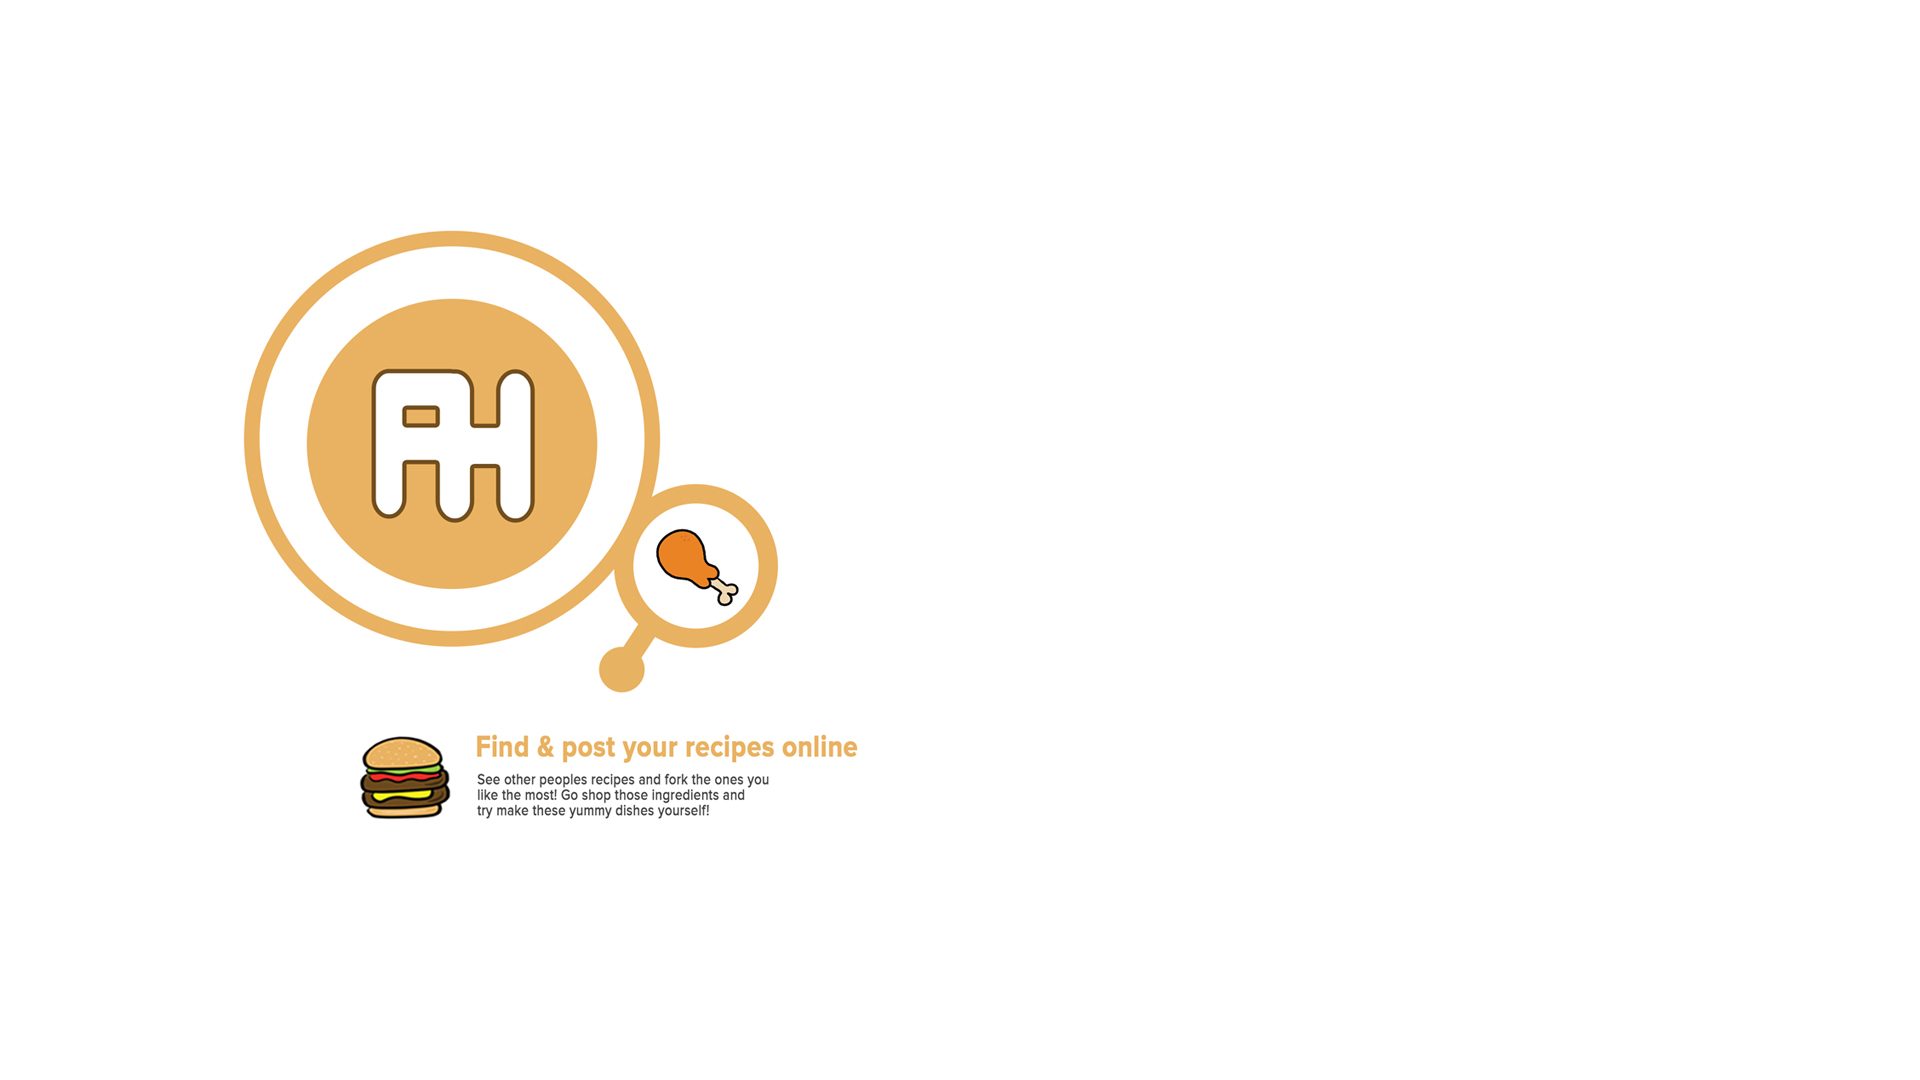 AH
Find & post your recipes online
See other peoples recipes and fork the ones you
like the most! Go shop those ingredients and
try make these yummy dishes yourself!